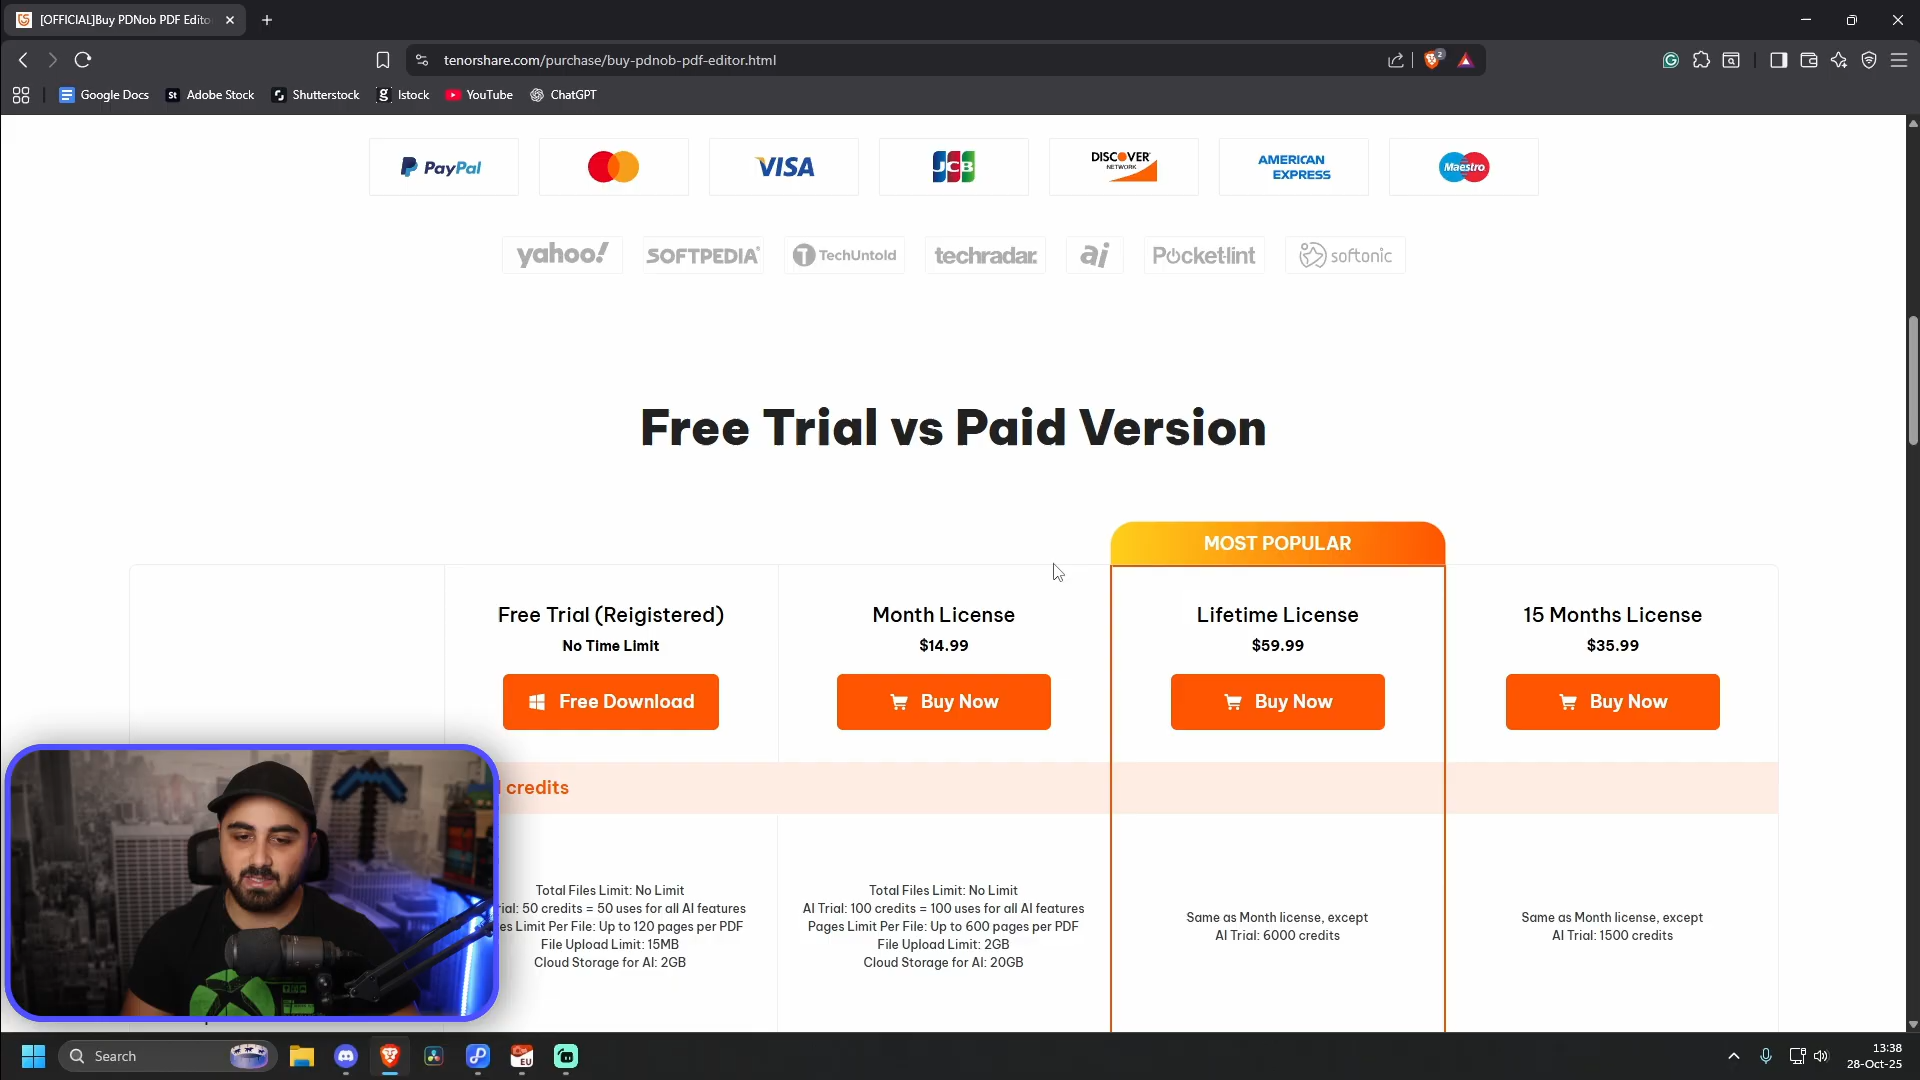 [OFFICIAL]Buy PDNob PDF Edito
tenorshare.com/purchase/buy-pdnob-pdf-editor.html
2
Google Docs
St Adobe Stock
Shutterstock
Istock
YouTube
ChatGPT
PayPal
VISA
JCB
DISCOVER
NETWORK
AMERICAN
EXPRESS
Maestro
yahoo!
SOFTPEDIA
TechUntold
techradar.
ai
Pocketlint
softonic
Free Trial vs Paid Version
MOST POPULAR
Free Trial (Reigistered)
No Time Limit
Free Download
Month License
$14.99
Buy Now
Lifetime License
$59.99
Buy Now
15 Months License
$35.99
Buy Now
credits
Total Files Limit: No Limit
ial: 50 credits = 50 uses for all AI features
es Limit Per File: Up to 120 pages per PDF
File Upload Limit: 15MB
Cloud Storage for AI: 2GB
Total Files Limit: No Limit
AI Trial: 100 credits = 100 uses for all AI features
Pages Limit Per File: Up to 600 pages per PDF
File Upload Limit: 2GB
Cloud Storage for AI: 20GB
Same as Month license, except
AI Trial: 6000 credits
Same as Month license, except
AI Trial: 1500 credits
Search
EU
13:38
28-Oct-25